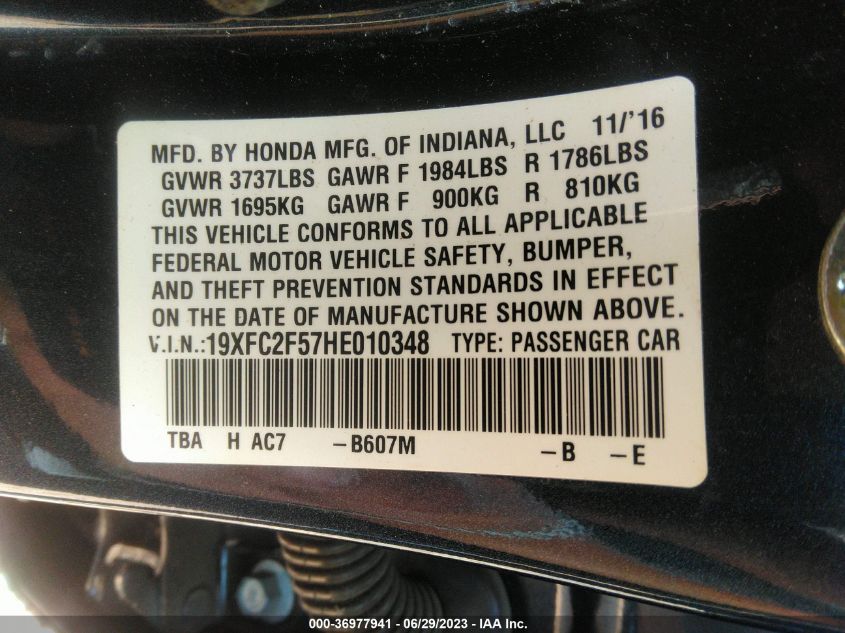 MFD. BY HONDA MFG. OF INDIANA, LLC 11/'16
GVWR 3737LBS GAWR F 1984LBS R 1786LBS
GVWR 1695KG GAWR F 900KG R 810KG
THIS VEHICLE CONFORMS TO ALL APPLICABLE
FEDERAL MOTOR VEHICLE SAFETY, BUMPER,
AND THEFT PREVENTION STANDARDS IN EFFECT
ON THE DATE OF MANUFACTURE SHOWN ABOVE.
V.I.N.:19XFC2F57HE010348 TYPE: PASSENGER CAR
TBA H AC7 –B607M –B –E
000-36977941 - 06/29/2023 - IAA Inc.